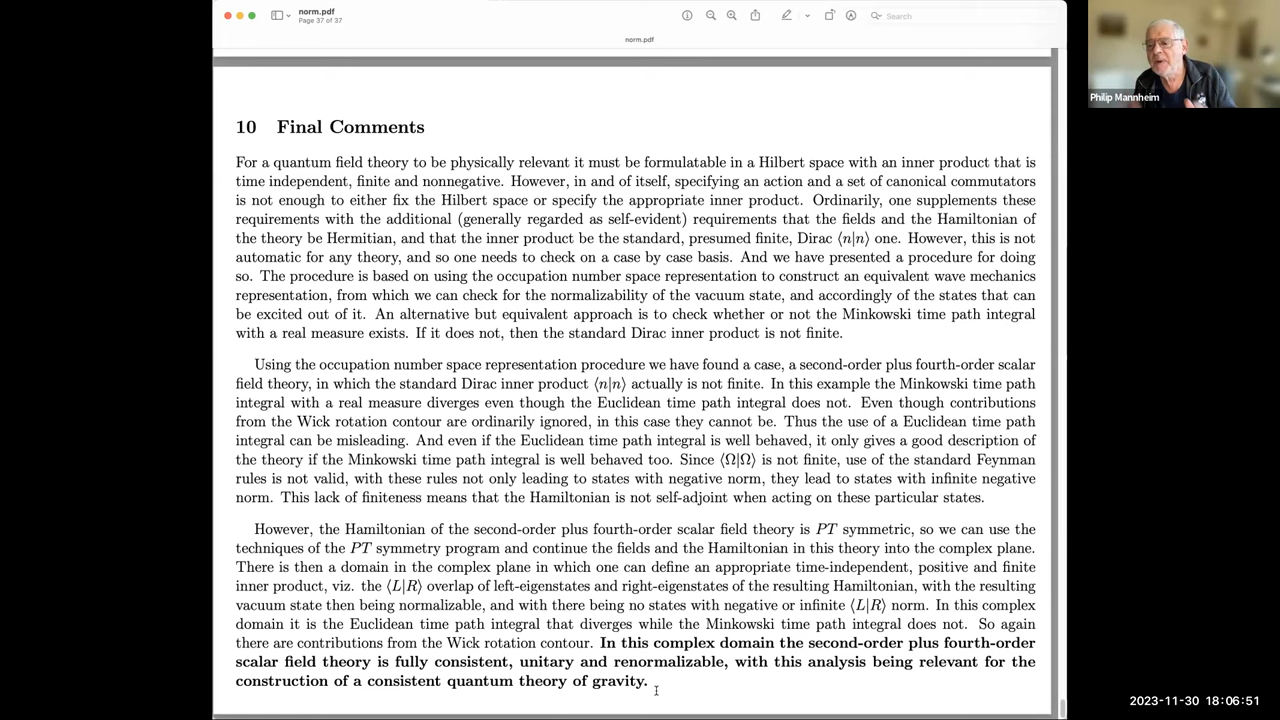 norm.pdf
Page 37 of 37
Search
norm.pdf
Philip Mannheim
10 Final Comments
For a quantum field theory to be physically relevant it must be formulatable in a Hilbert space with an inner product that is
time independent, finite and nonnegative. However, in and of itself, specifying an action and a set of canonical commutators
is not enough to either fix the Hilbert space or specify the appropriate inner product. Ordinarily, one supplements these
requirements with the additional (generally regarded as self-evident) requirements that the fields and the Hamiltonian of
the theory be Hermitian, and that the inner product be the standard, presumed finite, Dirac ⟨n|n⟩ one. However, this is not
automatic for any theory, and so one needs to check on a case by case basis. And we have presented a procedure for doing
so. The procedure is based on using the occupation number space representation to construct an equivalent wave mechanics
representation, from which we can check for the normalizability of the vacuum state, and accordingly of the states that can
be excited out of it. An alternative but equivalent approach is to check whether or not the Minkowski time path integral
with a real measure exists. If it does not, then the standard Dirac inner product is not finite.
Using the occupation number space representation procedure we have found a case, a second-order plus fourth-order scalar
field theory, in which the standard Dirac inner product ⟨n|n⟩ actually is not finite. In this example the Minkowski time path
integral with a real measure diverges even though the Euclidean time path integral does not. Even though contributions
from the Wick rotation contour are ordinarily ignored, in this case they cannot be. Thus the use of a Euclidean time path
integral can be misleading. And even if the Euclidean time path integral is well behaved, it only gives a good description of
the theory if the Minkowski time path integral is well behaved too. Since ⟨Ω|Ω⟩ is not finite, use of the standard Feynman
rules is not valid, with these rules not only leading to states with negative norm, they lead to states with infinite negative
norm. This lack of finiteness means that the Hamiltonian is not self-adjoint when acting on these particular states.
However, the Hamiltonian of the second-order plus fourth-order scalar field theory is PT symmetric, so we can use the
techniques of the PT symmetry program and continue the fields and the Hamiltonian in this theory into the complex plane.
There is then a domain in the complex plane in which one can define an appropriate time-independent, positive and finite
inner product, viz. the ⟨L|R⟩ overlap of left-eigenstates and right-eigenstates of the resulting Hamiltonian, with the resulting
vacuum state then being normalizable, and with there being no states with negative or infinite ⟨L|R⟩ norm. In this complex
domain it is the Euclidean time path integral that diverges while the Minkowski time path integral does not. So again
there are contributions from the Wick rotation contour. In this complex domain the second-order plus fourth-order
scalar field theory is fully consistent, unitary and renormalizable, with this analysis being relevant for the
construction of a consistent quantum theory of gravity.
2023-11-30 18:06:51